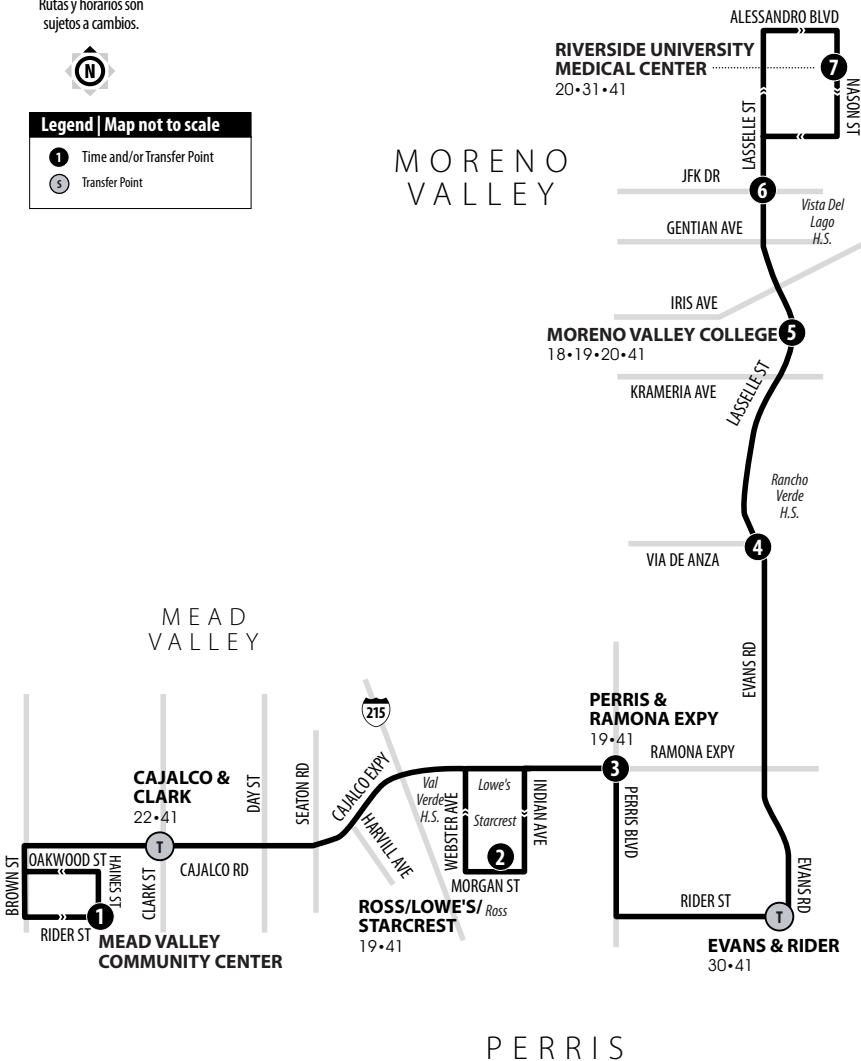 Rutas y horarios son
sujetos a cambios.
N
Legend | Map not to scale
1 Time and/or Transfer Point
S Transfer Point
ALESSANDRO BLVD
RIVERSIDE UNIVERSITY
MEDICAL CENTER
20•31•41
7
NASON ST
LASSELLE ST
MORENO
VALLEY
JFK DR
6
Vista Del
Lago
H.S.
GENTIAN AVE
IRIS AVE
MORENO VALLEY COLLEGE
18•19•20•41
5
KRAMERIA AVE
LASSELLE ST
Rancho
Verde
H.S.
4
VIA DE ANZA
MEAD
VALLEY
EVANS RD
215
PERRIS &
RAMONA EXPY
19•41
3
RAMONA EXPY
CAJALCO &
CLARK
22•41
T
DAY ST
SEATON RD
CAJALCO EXPY
HARVILL AVE
Val
Verde
H.S.
WEBSTER AVE
Lowe's
Starcrest
INDIAN AVE
2
MORGAN ST
PERRIS BLVD
BROWN ST
OAKWOOD ST
HAINES ST
CLARK ST
CAJALCO RD
RIDER ST
1
MEAD VALLEY
COMMUNITY CENTER
ROSS/LOWE'S/
STARCREST
19•41
Ross
RIDER ST
EVANS RD
T
EVANS & RIDER
30•41
PERRIS